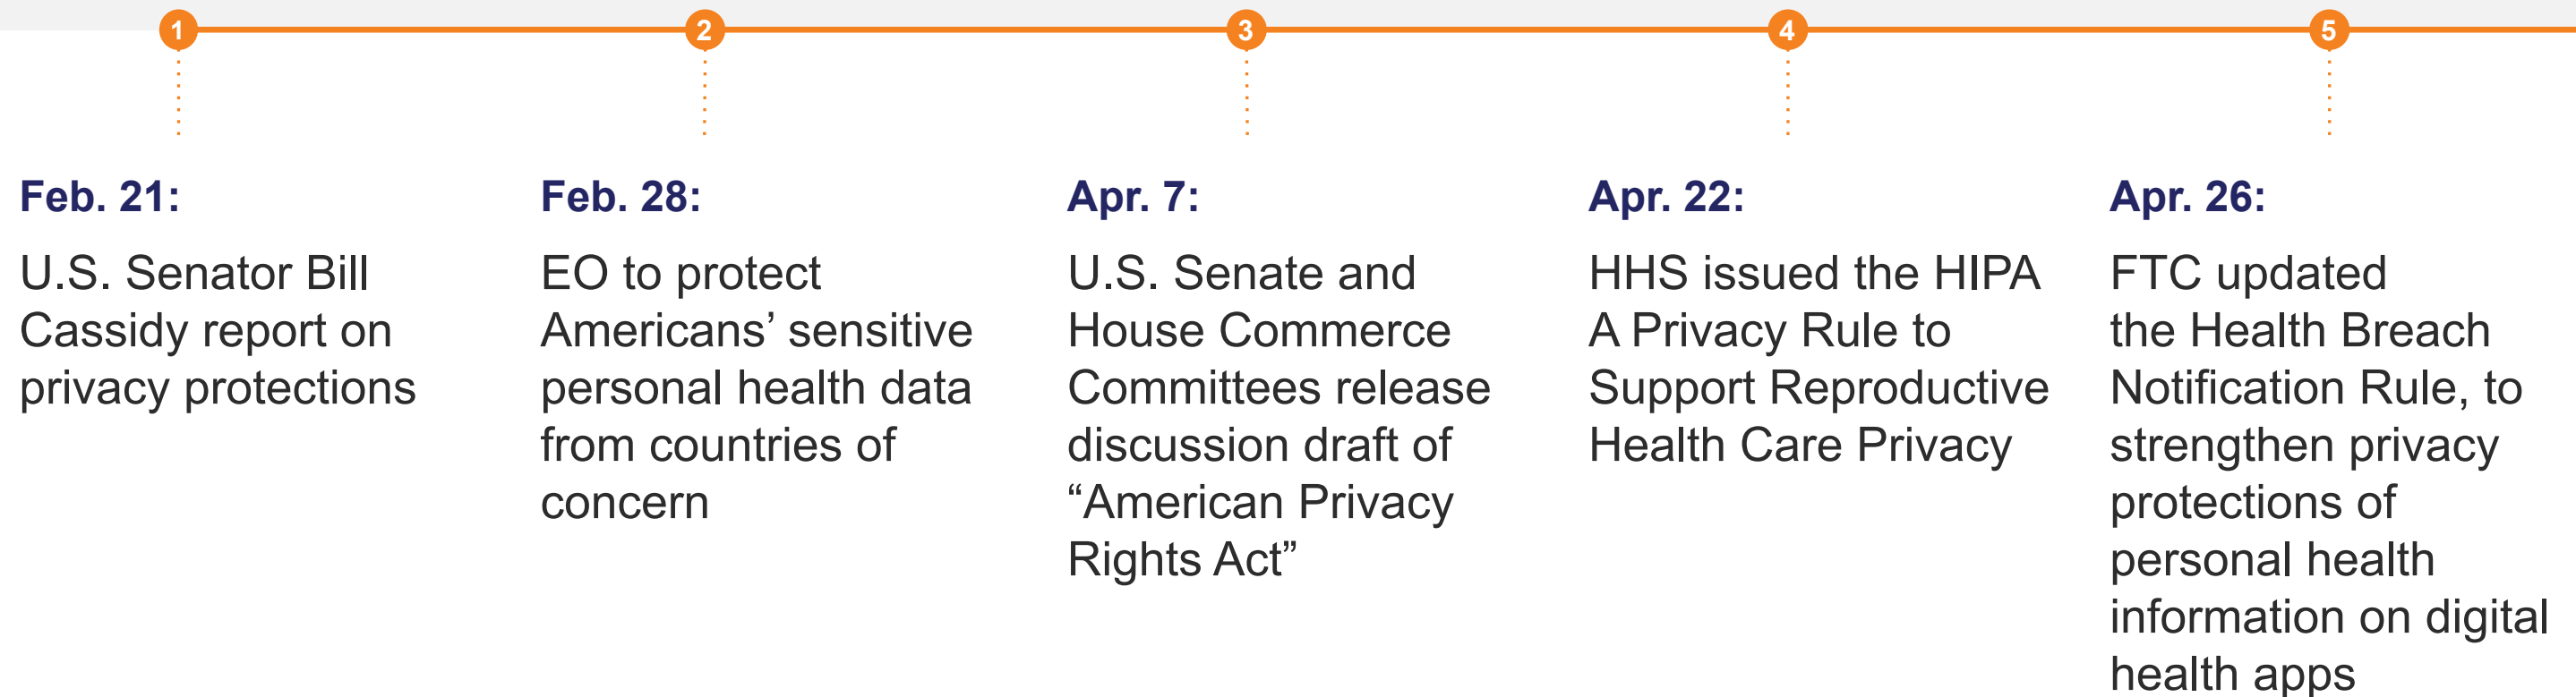 1
2
3
4
5
Feb. 21:
U.S. Senator Bill
Cassidy report on
privacy protections
Feb. 28:
EO to protect
Americans’ sensitive
personal health data
from countries of
concern
Apr. 7:
U.S. Senate and
House Commerce
Committees release
discussion draft of
“American Privacy
Rights Act”
Apr. 22:
HHS issued the HIPA
A Privacy Rule to
Support Reproductive
Health Care Privacy
Apr. 26:
FTC updated
the Health Breach
Notification Rule, to
strengthen privacy
protections of
personal health
information on digital
health apps